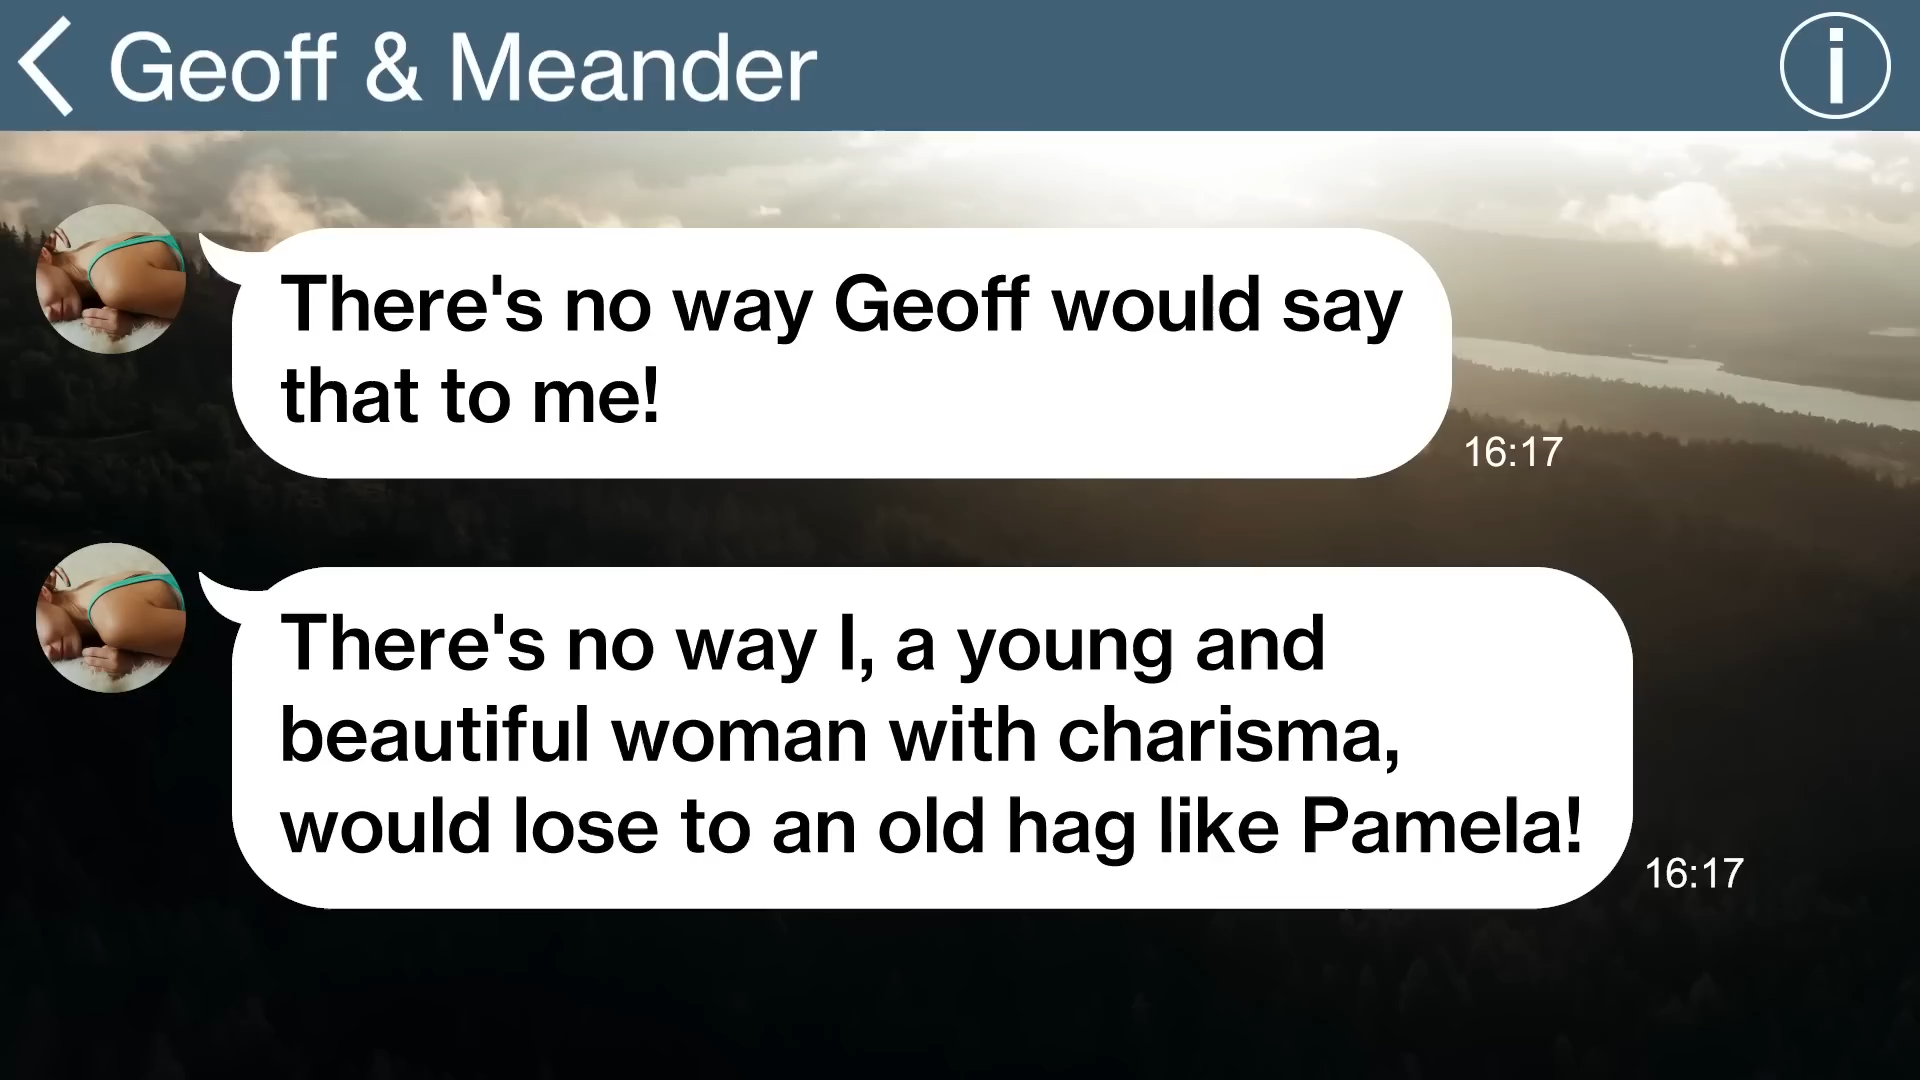 Geoff & Meander
There's no way Geoff would say
that to me!
16:17
There's no way I, a young and
beautiful woman with charisma,
would lose to an old hag like Pamela!
16:17